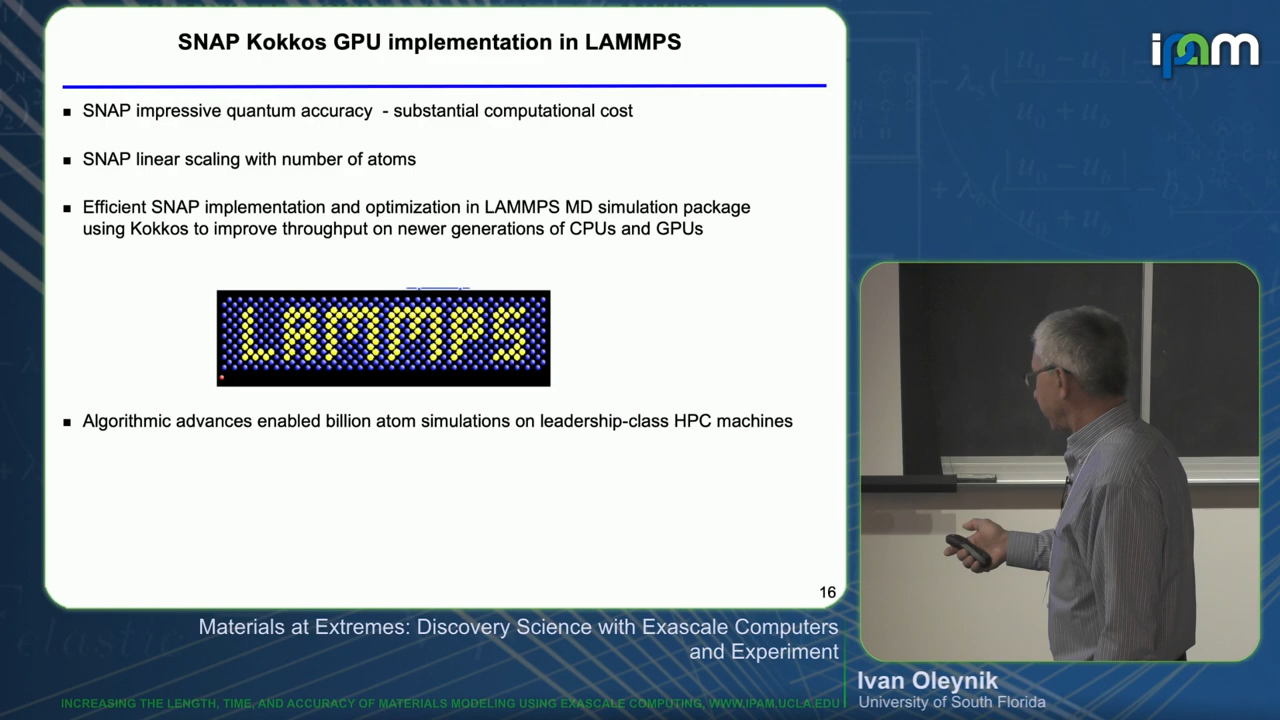 SNAP Kokkos GPU implementation in LAMMPS
ipam
SNAP impressive quantum accuracy - substantial computational cost
SNAP linear scaling with number of atoms
Efficient SNAP implementation and optimization in LAMMPS MD simulation package
using Kokkos to improve throughput on newer generations of CPUs and GPUs
LAMMPS
Algorithmic advances enabled billion atom simulations on leadership-class HPC machines
16
Materials at Extremes: Discovery Science with Exascale Computers
and Experiment
Ivan Oleynik
University of South Florida
INCREASING THE LENGTH, TIME, AND ACCURACY OF MATERIALS MODELING USING EXASCALE COMPUTING, WWW.IPAM.UCLA.EDU